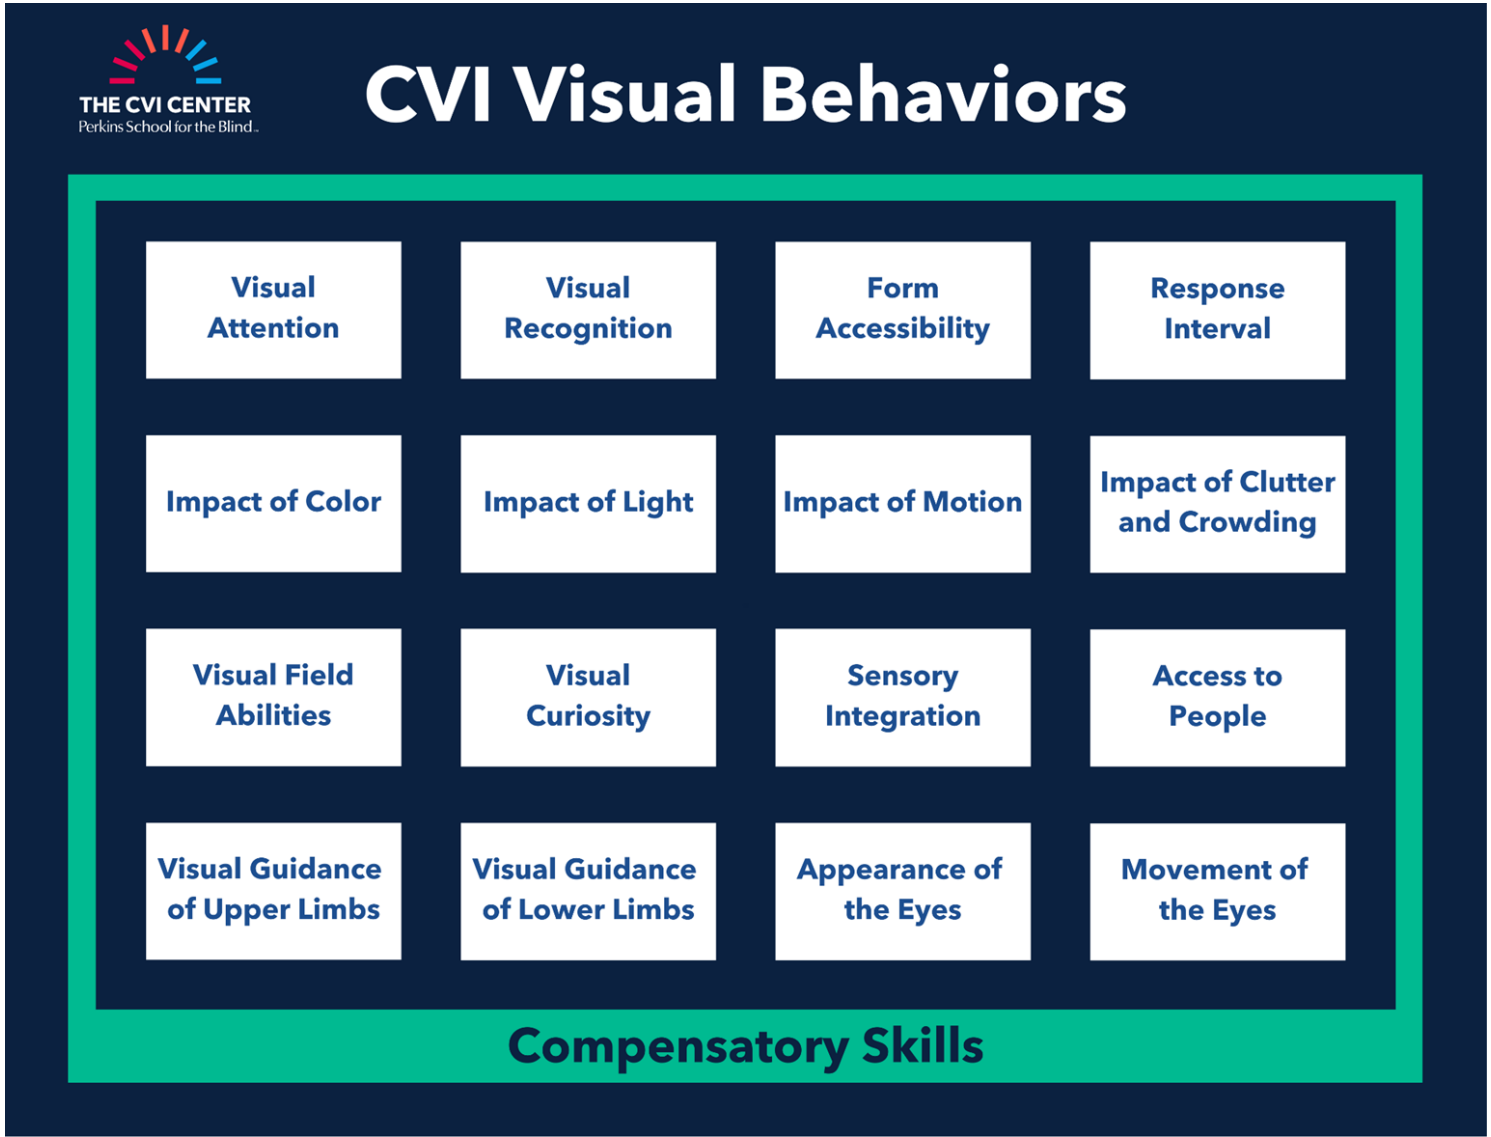 THE CVI CENTER
Perkins School for the Blind™
CVI Visual Behaviors
Visual
Attention
Visual
Recognition
Form
Accessibility
Response
Interval
Impact of Color
Impact of Light
Impact of Motion
Impact of Clutter
and Crowding
Visual Field
Abilities
Visual
Curiosity
Sensory
Integration
Access to
People
Visual Guidance
of Upper Limbs
Visual Guidance
of Lower Limbs
Appearance of
the Eyes
Movement of
the Eyes
Compensatory Skills